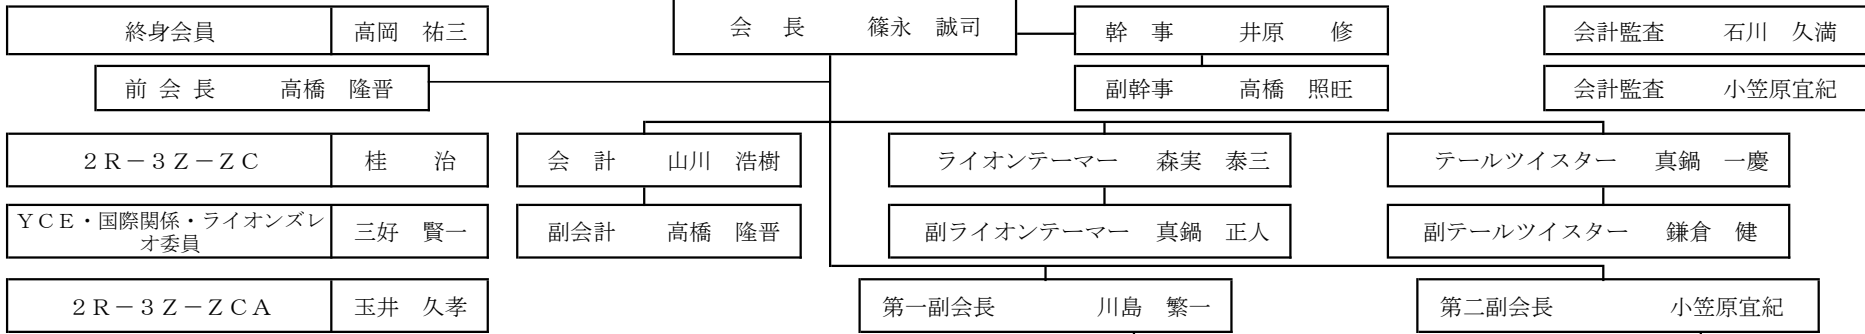 終身会員　高岡　祐三
会　長　篠永　誠司
幹　事　井原　修
会計監査　石川　久満
前 会 長　高橋　隆晋
副幹事　高橋　照旺
会計監査　小笠原宜紀
２Ｒ－３Ｚ－ＺＣ　桂　治
会　計　山川　浩樹
ライオンテーマー　森実　泰三
テールツイスター　真鍋　一慶
ＹＣＥ・国際関係・ライオンズレ
オ委員　三好　賢一
副会計　高橋　隆晋
副ライオンテーマー　真鍋　正人
副テールツイスター　鎌倉　健
２Ｒ－３Ｚ－ＺＣＡ　玉井　久孝
第一副会長　川島　繁一
第二副会長　小笠原宜紀